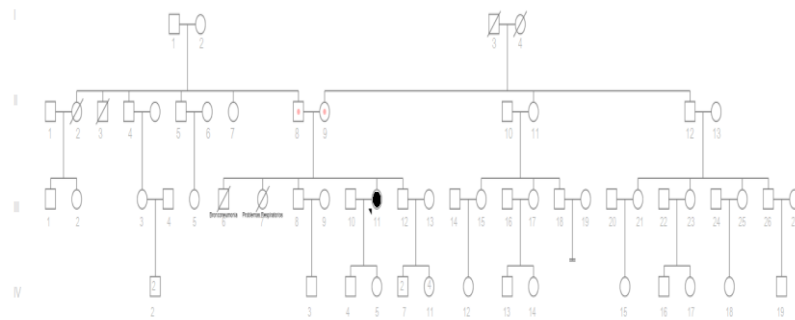 I
1 2 3 4
II
1 2 3 4 5 6 7 8 9 10 11 12 13
III
Bronconeumonia Problemas Respiratorios
1 2 3 4 5 6 7 8 9 10 11 12 13 14 15 16 17 18 19 20 21 22 23 24 25 26
2 2 4
IV
2 3 4 5 7 11 12 13 14 15 16 17 18 19